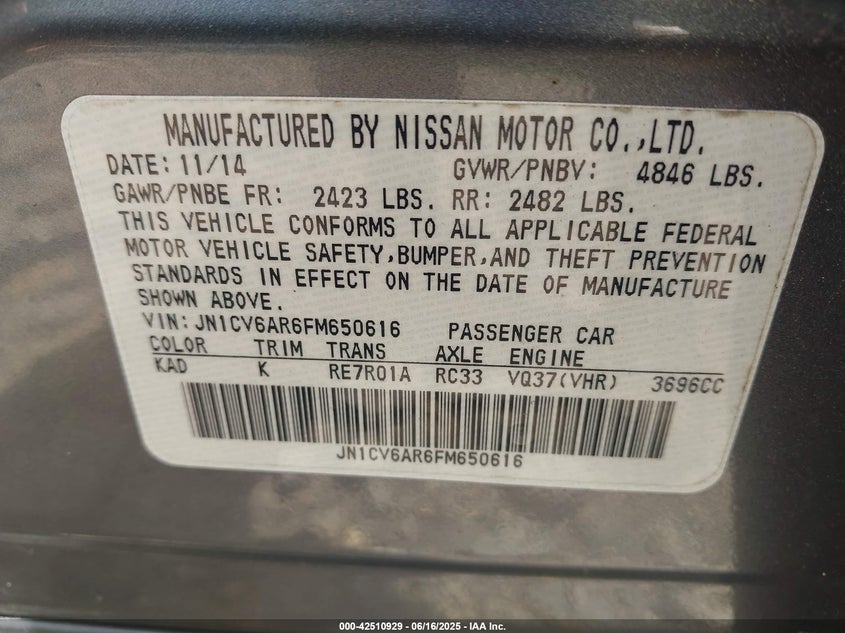 MANUFACTURED BY NISSAN MOTOR CO.,LTD.
DATE: 11/14 GVWR/PNBV: 4846 LBS.
GAWR/PNBE FR: 2423 LBS. RR: 2482 LBS.
THIS VEHICLE CONFORMS TO ALL APPLICABLE FEDERAL
MOTOR VEHICLE SAFETY,BUMPER,AND THEFT PREVENTION
STANDARDS IN EFFECT ON THE DATE OF MANUFACTURE
SHOWN ABOVE.
VIN: JN1CV6AR6FM650616 PASSENGER CAR
COLOR TRIM TRANS AXLE ENGINE
KAD K RE7R01A RC33 VQ37(VHR) 3696CC
JN1CV6AR6FM650616
000-42510929 - 06/16/2025 - IAA Inc.